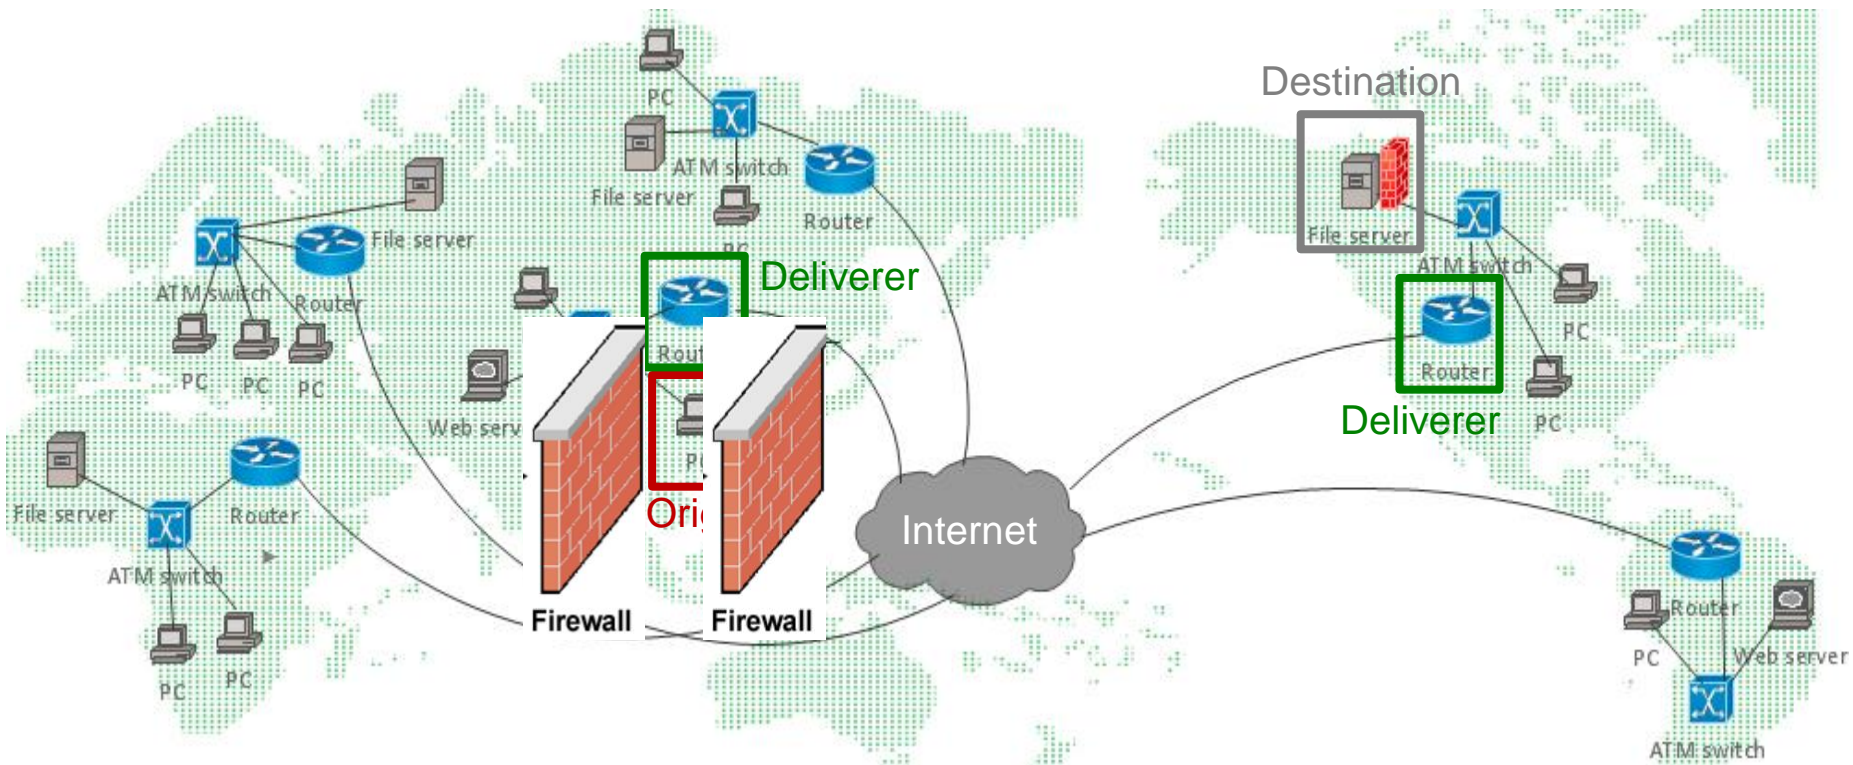 Destination
PC
ATM switch
File server
Router
PC
File server
ATM switch
Router
PC
PC
PC
Deliverer
File server
ATM switch
PC
Router
PC
Deliverer
Rout
Web serv
P
Orig
Internet
File server
Router
ATM switch
PC
PC
Firewall
Firewall
Router
PC
Web server
ATM switch